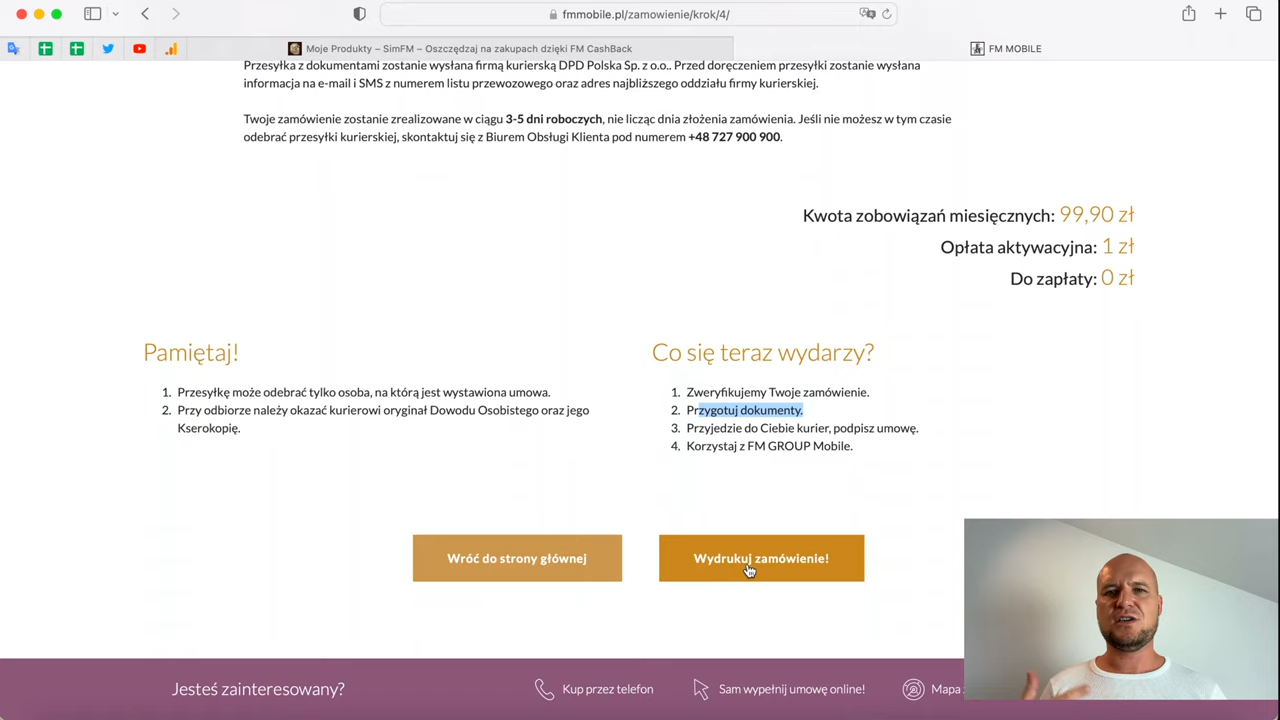 fmmobile.pl/zamowienie/krok/4/
Moje Produkty – SimFM – Oszczędzaj na zakupach dzięki FM CashBack
FM MOBILE
Przesyłka z dokumentami zostanie wysłana firmą kurierską DPD Polska Sp. z o.o.. Przed doręczeniem przesyłki zostanie wysłana
informacja na e-mail i SMS z numerem listu przewozowego oraz adres najbliższego oddziału firmy kurierskiej.
Twoje zamówienie zostanie zrealizowane w ciągu 3-5 dni roboczych, nie licząc dnia złożenia zamówienia. Jeśli nie możesz w tym czasie
odebrać przesyłki kurierskiej, skontaktuj się z Biurem Obsługi Klienta pod numerem +48 727 900 900.
Kwota zobowiązań miesięcznych: 99,90 zł
Opłata aktywacyjna: 1 zł
Do zapłaty: 0 zł
Pamiętaj!
1. Przesyłkę może odebrać tylko osoba, na którą jest wystawiona umowa.
2. Przy odbiorze należy okazać kurierowi oryginał Dowodu Osobistego oraz jego
Kserokopię.
Co się teraz wydarzy?
1. Zweryfikujemy Twoje zamówienie.
2. Przygotuj dokumenty.
3. Przyjedzie do Ciebie kurier, podpisz umowę.
4. Korzystaj z FM GROUP Mobile.
Wróć do strony głównej
Wydrukuj zamówienie!
Jesteś zainteresowany?
Kup przez telefon
Sam wypełnij umowę online!
Mapa